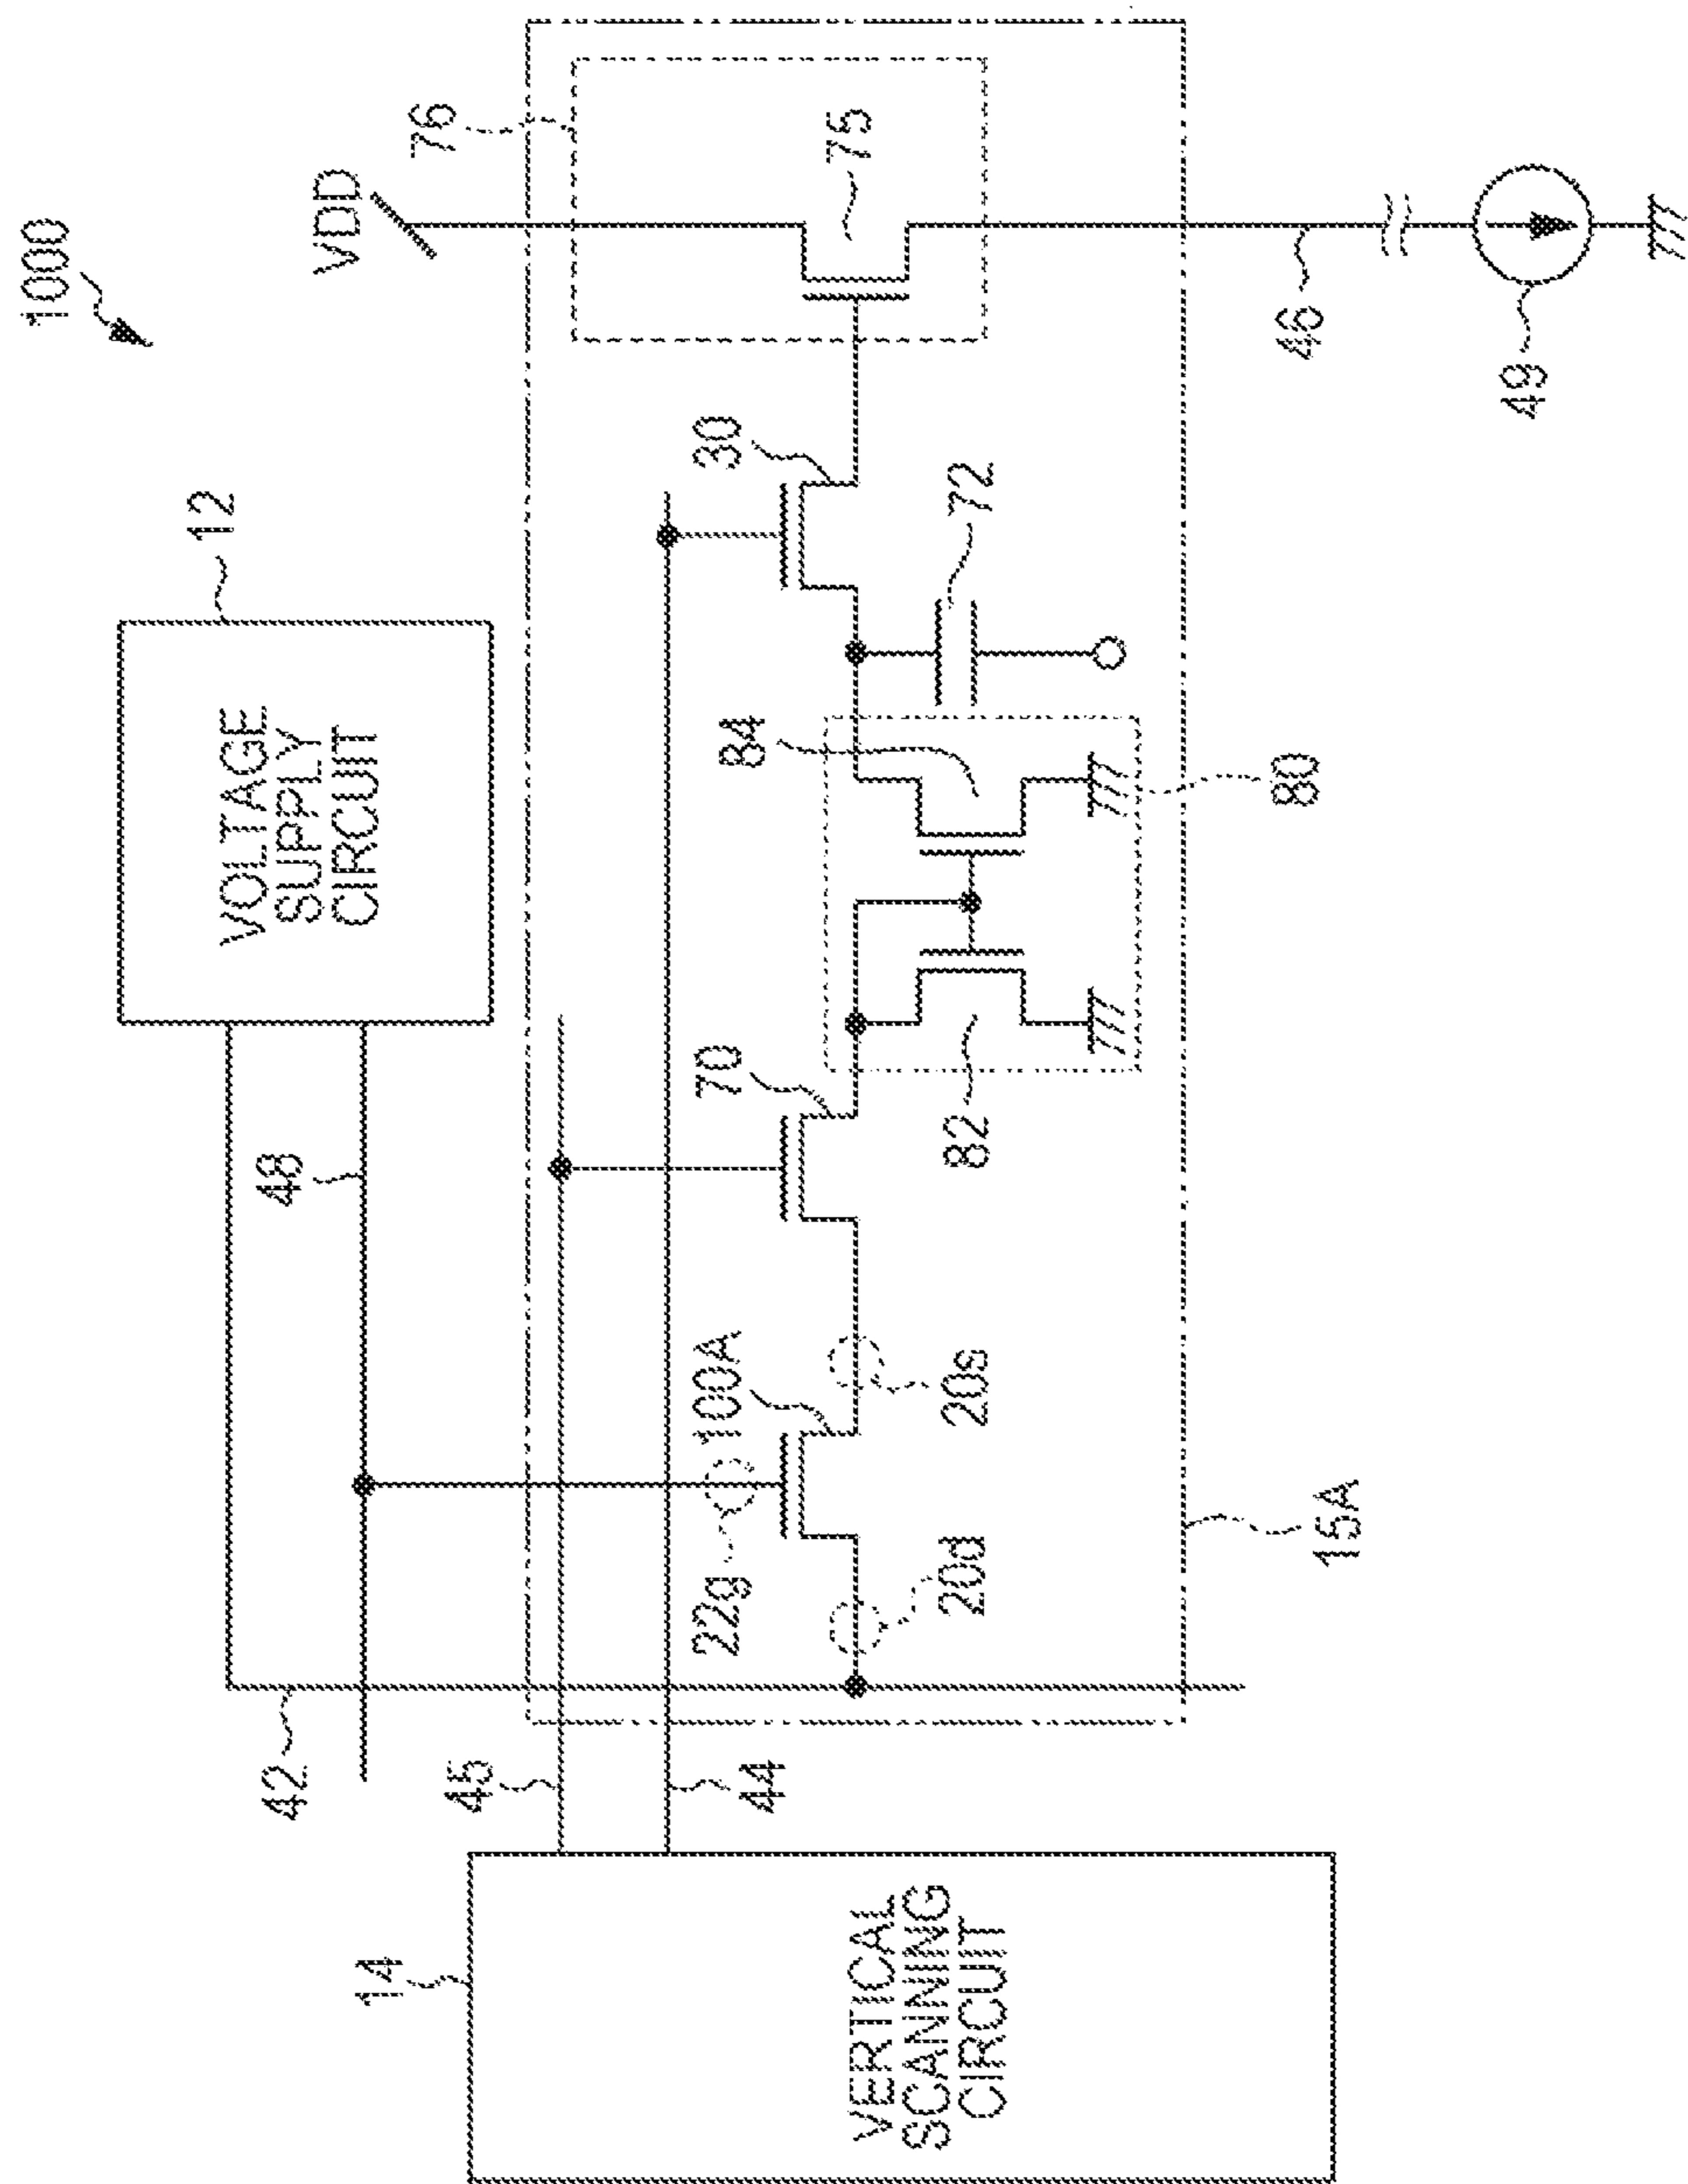 1000
12
VOLTAGE
SUPPLY
CIRCUIT
48
42
VDD
14
76
45
22g
100A
70
84
30
44
75
VERTICAL
SCANNING
CIRCUIT
20d
20s
82
72
80
46
15A
49